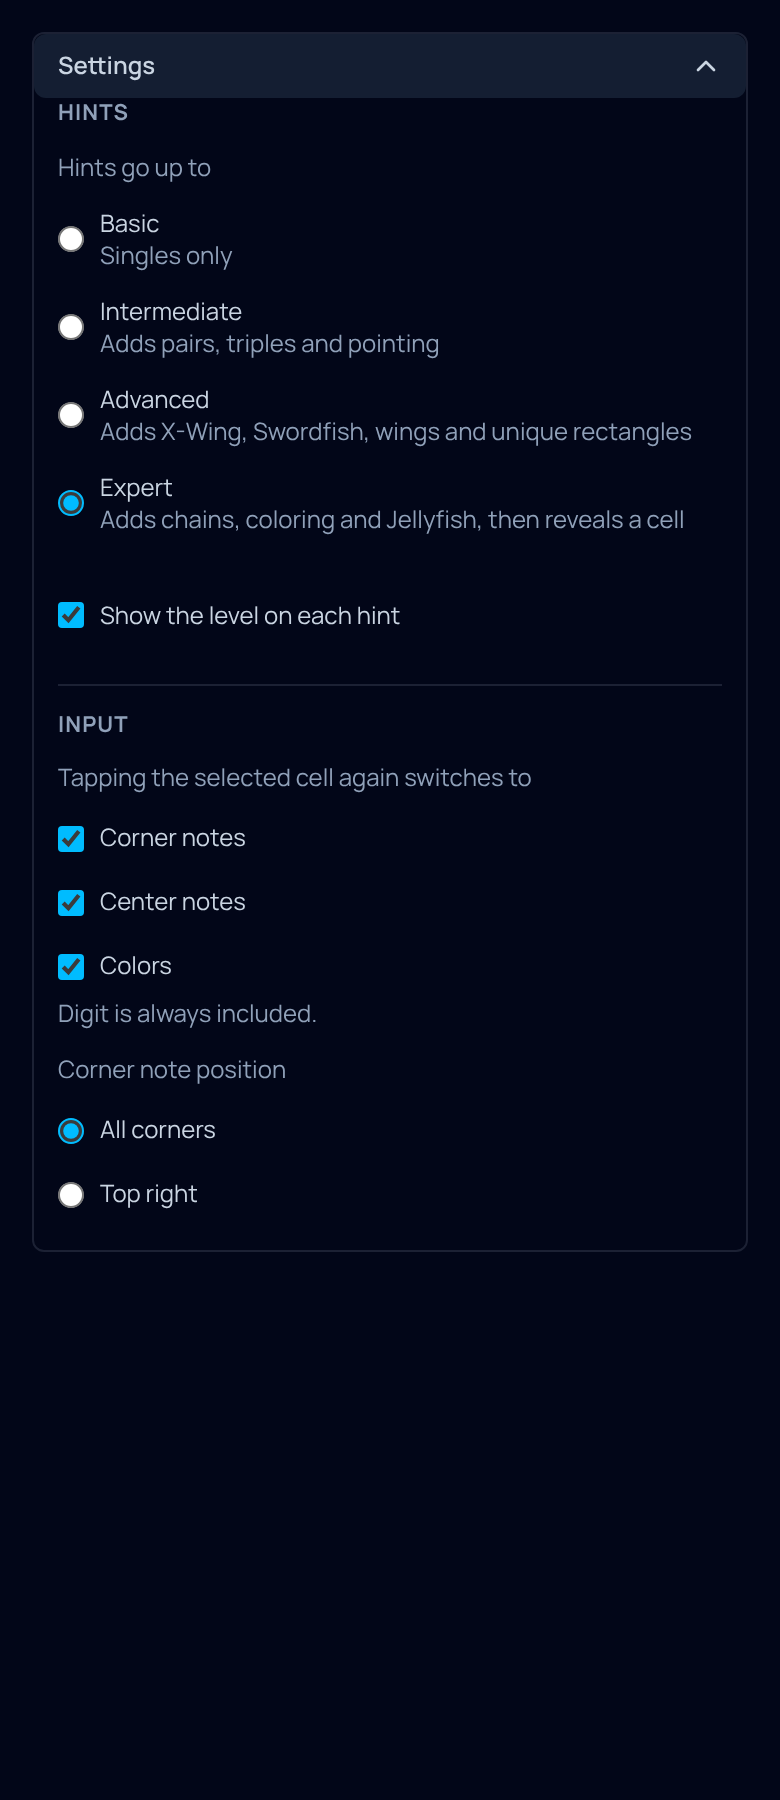 Settings
HINTS
Hints go up to
Basic
Singles only
Intermediate
Adds pairs, triples and pointing
Advanced
Adds X-Wing, Swordfish, wings and unique rectangles
Expert
Adds chains, coloring and Jellyfish, then reveals a cell
Show the level on each hint
INPUT
Tapping the selected cell again switches to
Corner notes
Center notes
Colors
Digit is always included.
Corner note position
All corners
Top right